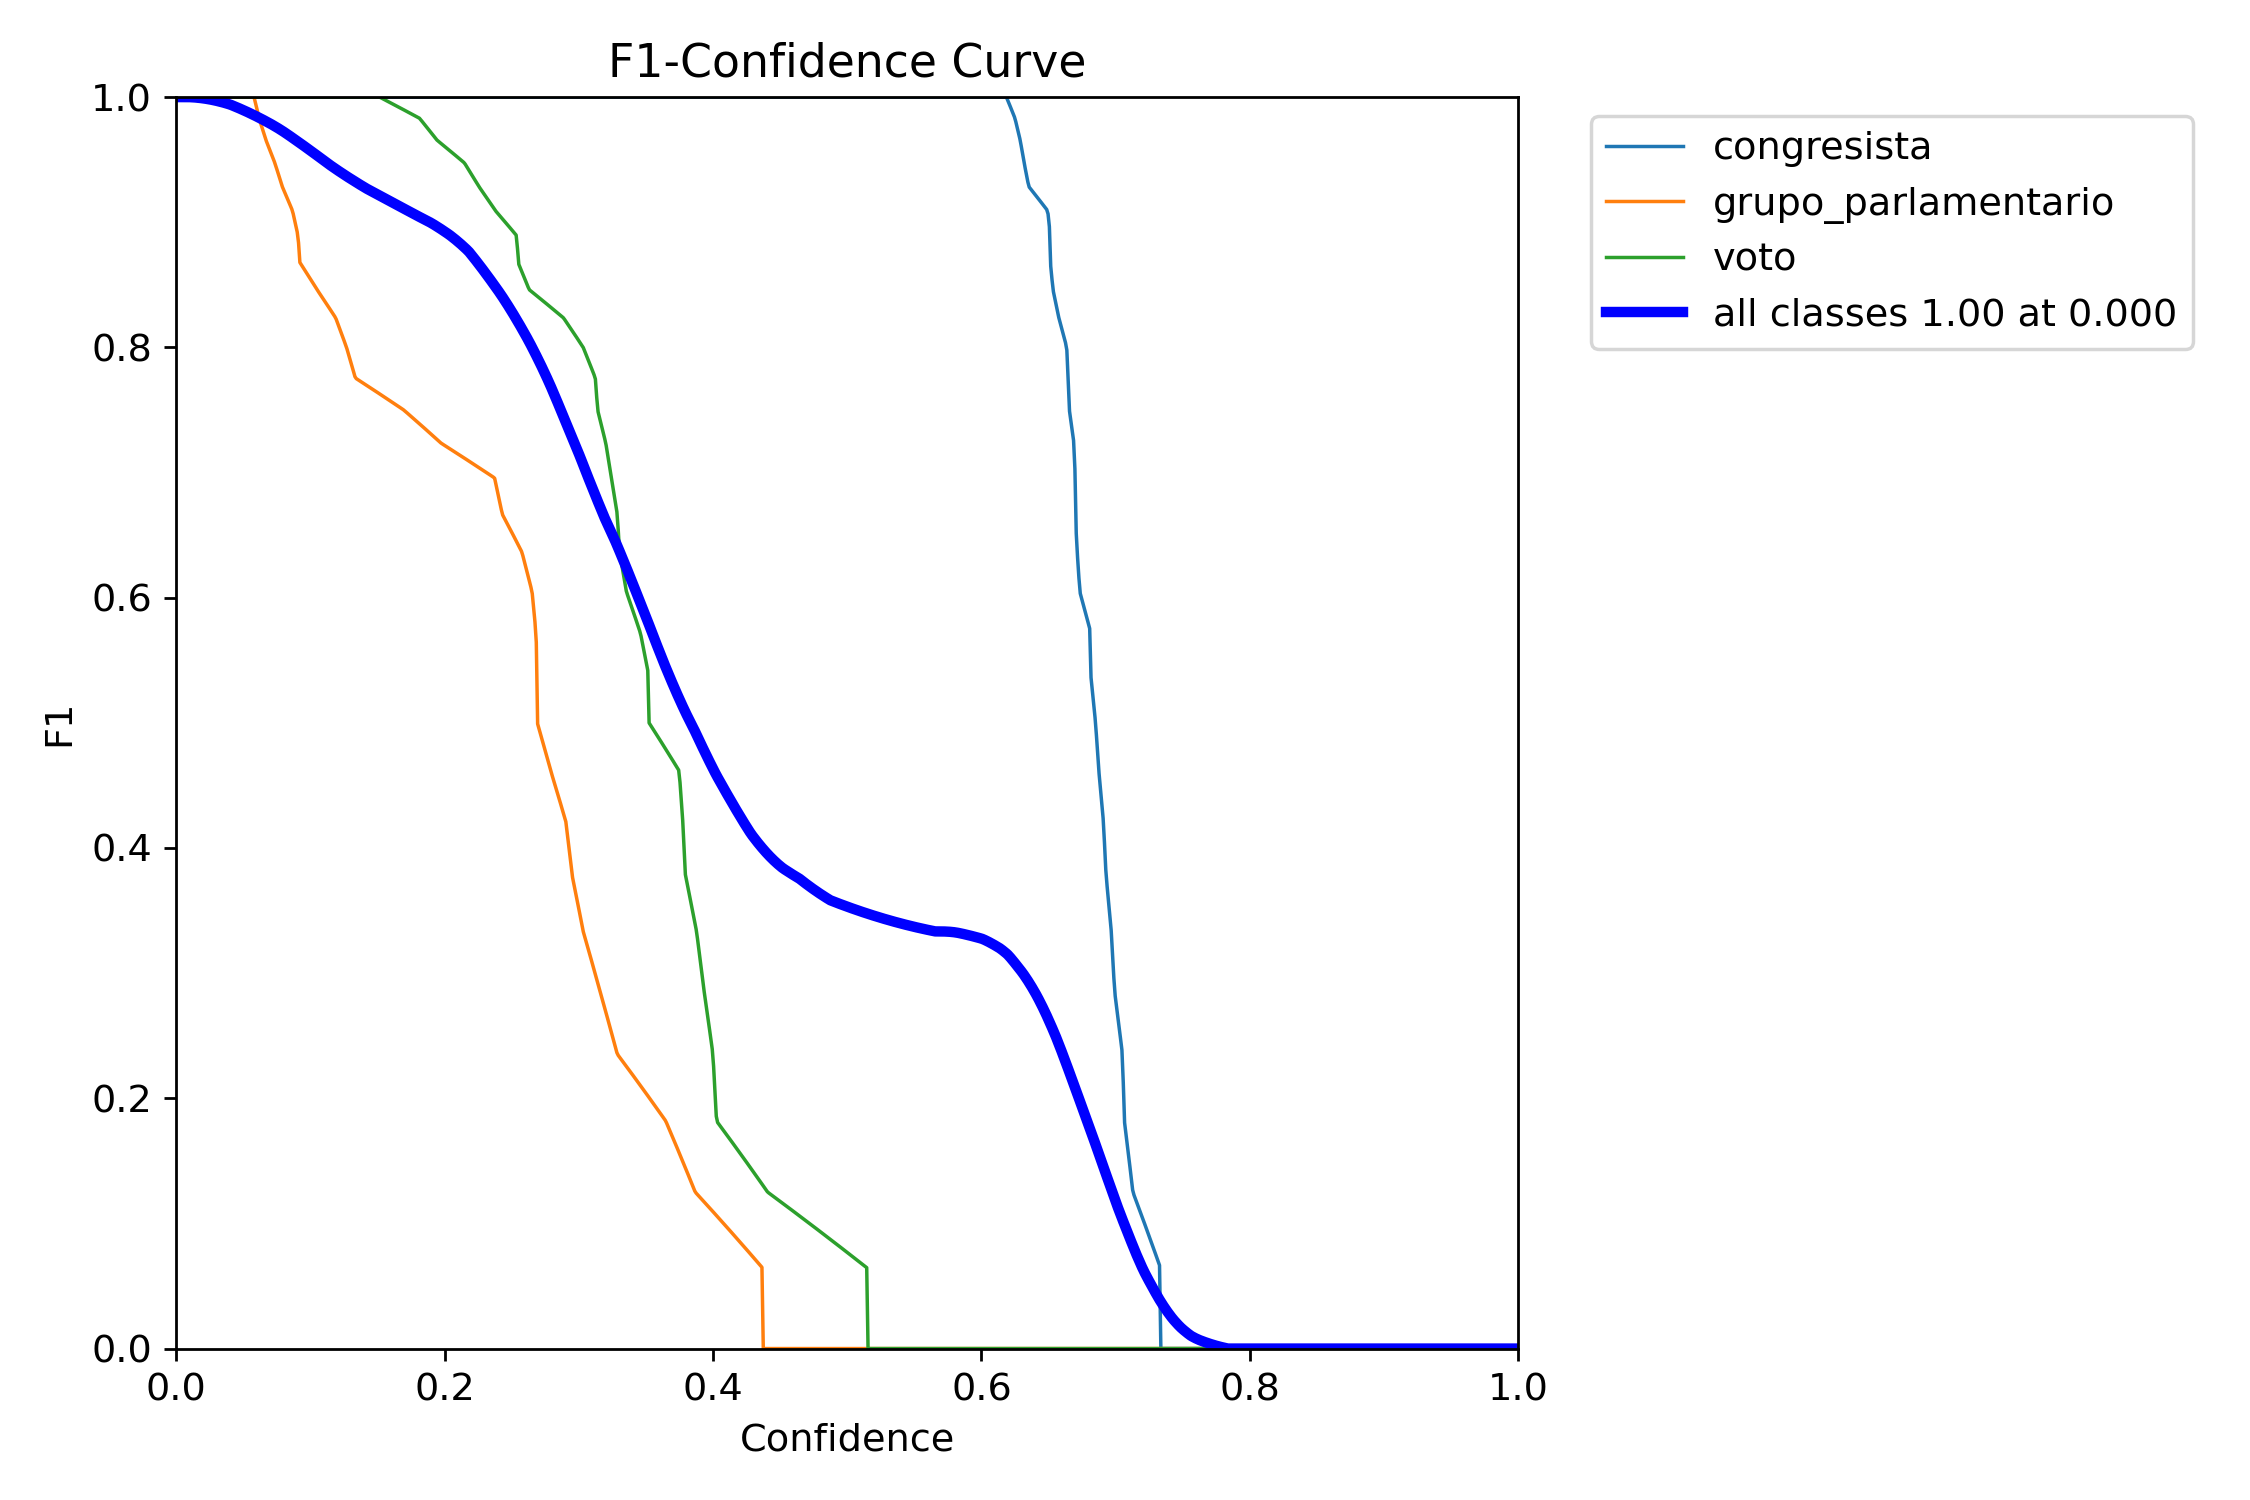 F1-Confidence Curve
1.0
0.8
0.6
0.4
0.2
0.0
F1
0.0 0.2 0.4 0.6 0.8 1.0
Confidence
congresista
grupo_parlamentario
voto
all classes 1.00 at 0.000